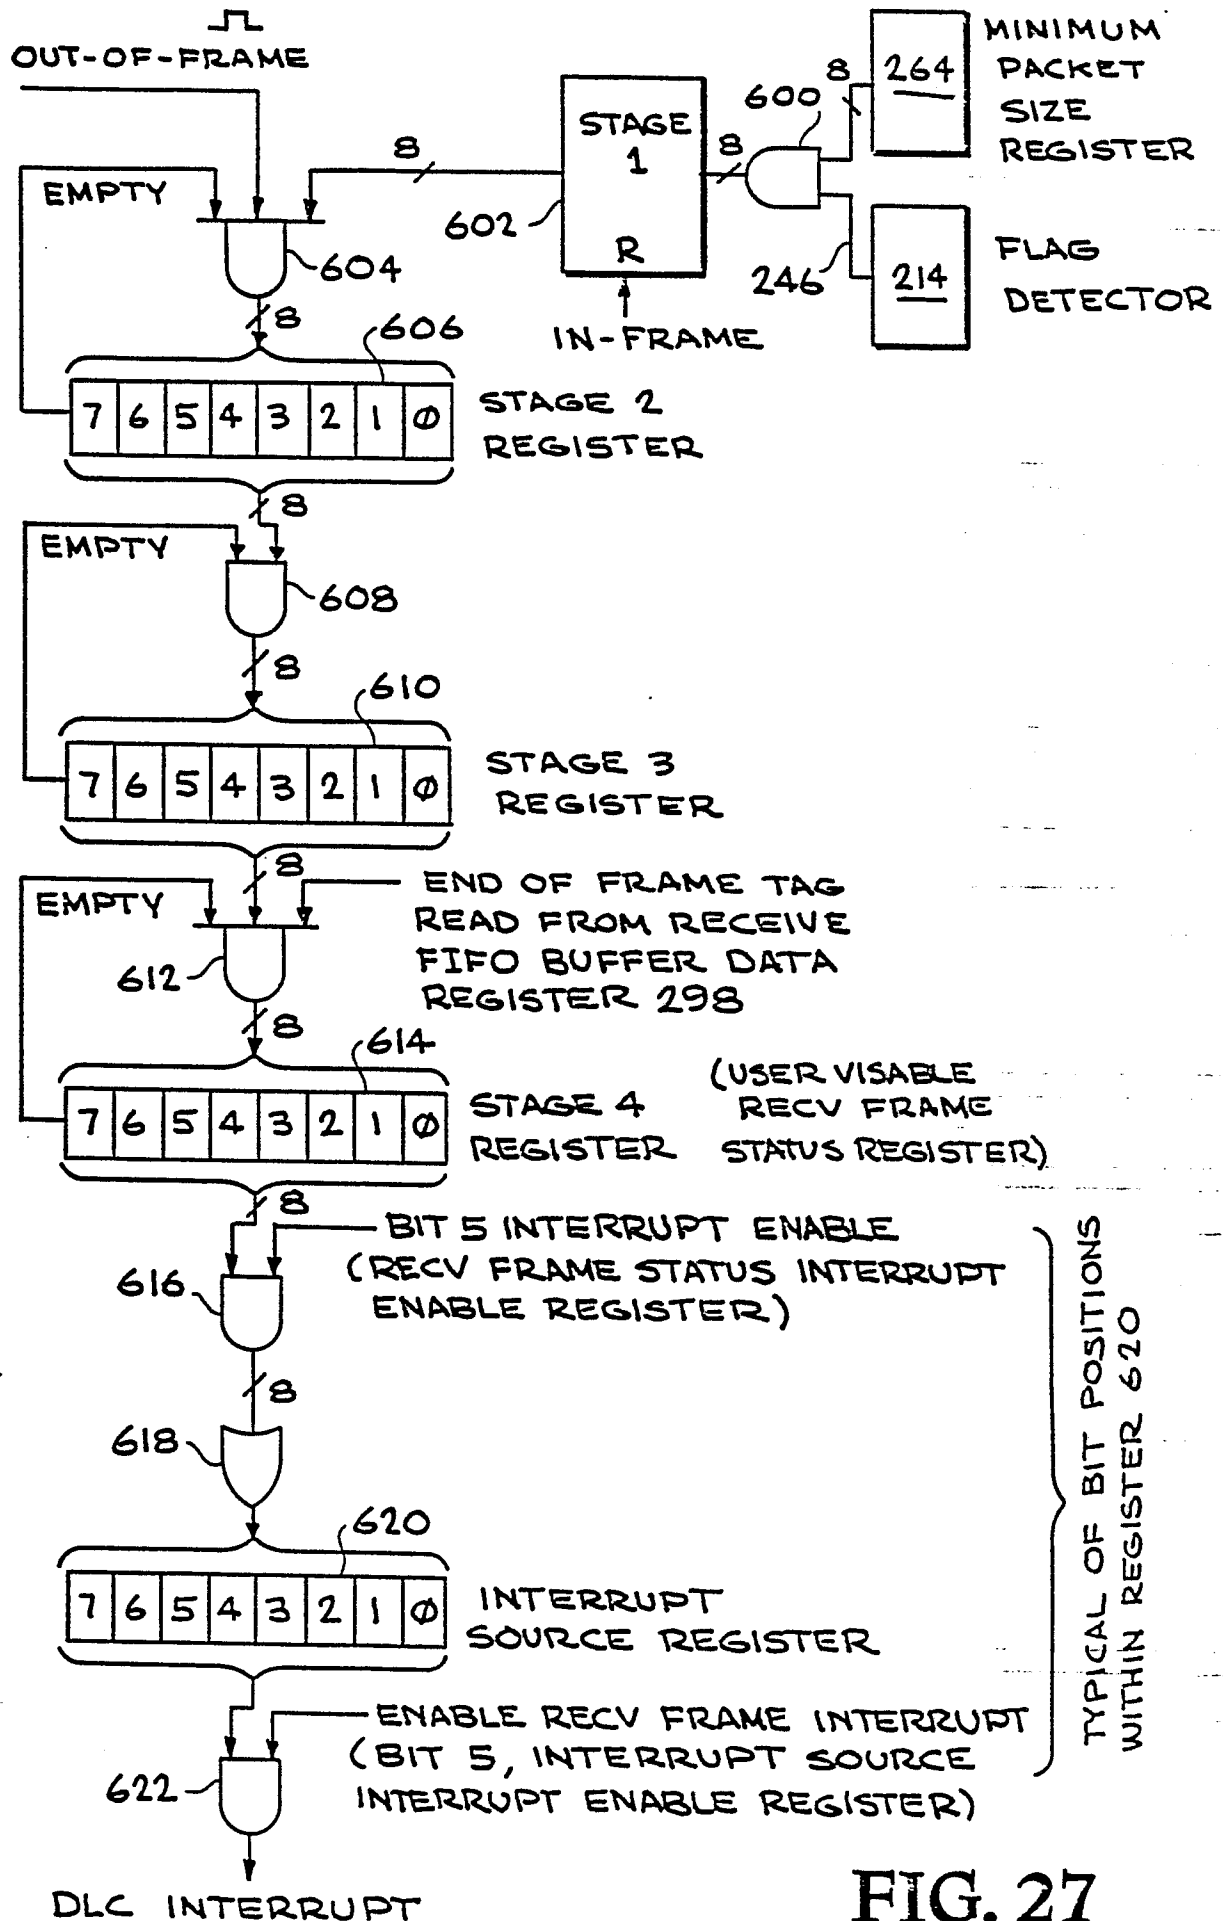 OUT-OF-FRAME
MINIMUM
PACKET
SIZE
REGISTER
264
8
600
STAGE
1
R
8
8
602
EMPTY
604
246
214
FLAG
DETECTOR
IN-FRAME
8
606
7 6 5 4 3 2 1 0
STAGE 2
REGISTER
8
EMPTY
608
8
610
7 6 5 4 3 2 1 0
STAGE 3
REGISTER
8
EMPTY
END OF FRAME TAG
READ FROM RECEIVE
FIFO BUFFER DATA
REGISTER 298
612
8
614
7 6 5 4 3 2 1 0
STAGE 4
REGISTER
(USER VISABLE
RECV FRAME
STATUS REGISTER)
8
BIT 5 INTERRUPT ENABLE
(RECV FRAME STATUS INTERRUPT
ENABLE REGISTER)
616
8
618
620
7 6 5 4 3 2 1 0
INTERRUPT
SOURCE REGISTER
ENABLE RECV FRAME INTERRUPT
(BIT 5, INTERRUPT SOURCE
INTERRUPT ENABLE REGISTER)
622
TYPICAL OF BIT POSITIONS
WITHIN REGISTER 620
DLC INTERRUPT
FIG. 27